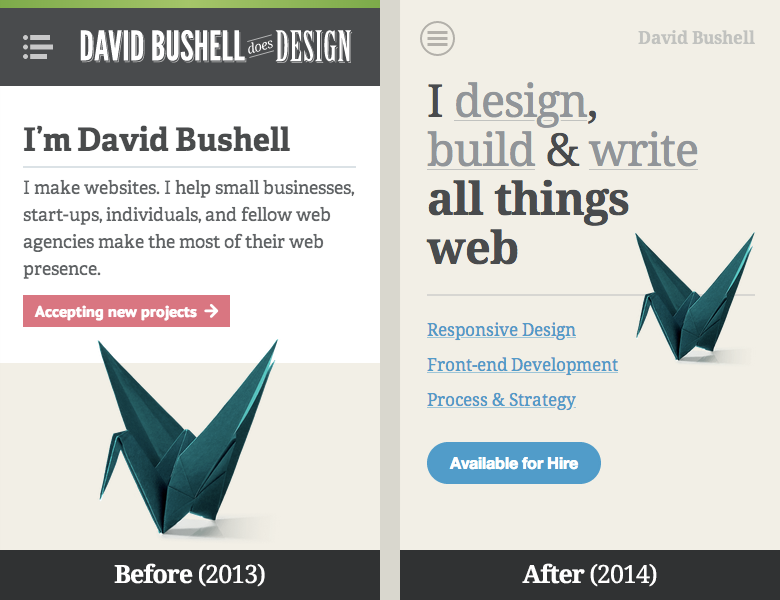 DAVID BUSHELL does DESIGN
I'm David Bushell
I make websites. I help small businesses,
start-ups, individuals, and fellow web
agencies make the most of their web
presence.
Accepting new projects →
Before (2013)
David Bushell
I design,
build & write
all things
web
Responsive Design
Front-end Development
Process & Strategy
Available for Hire
After (2014)